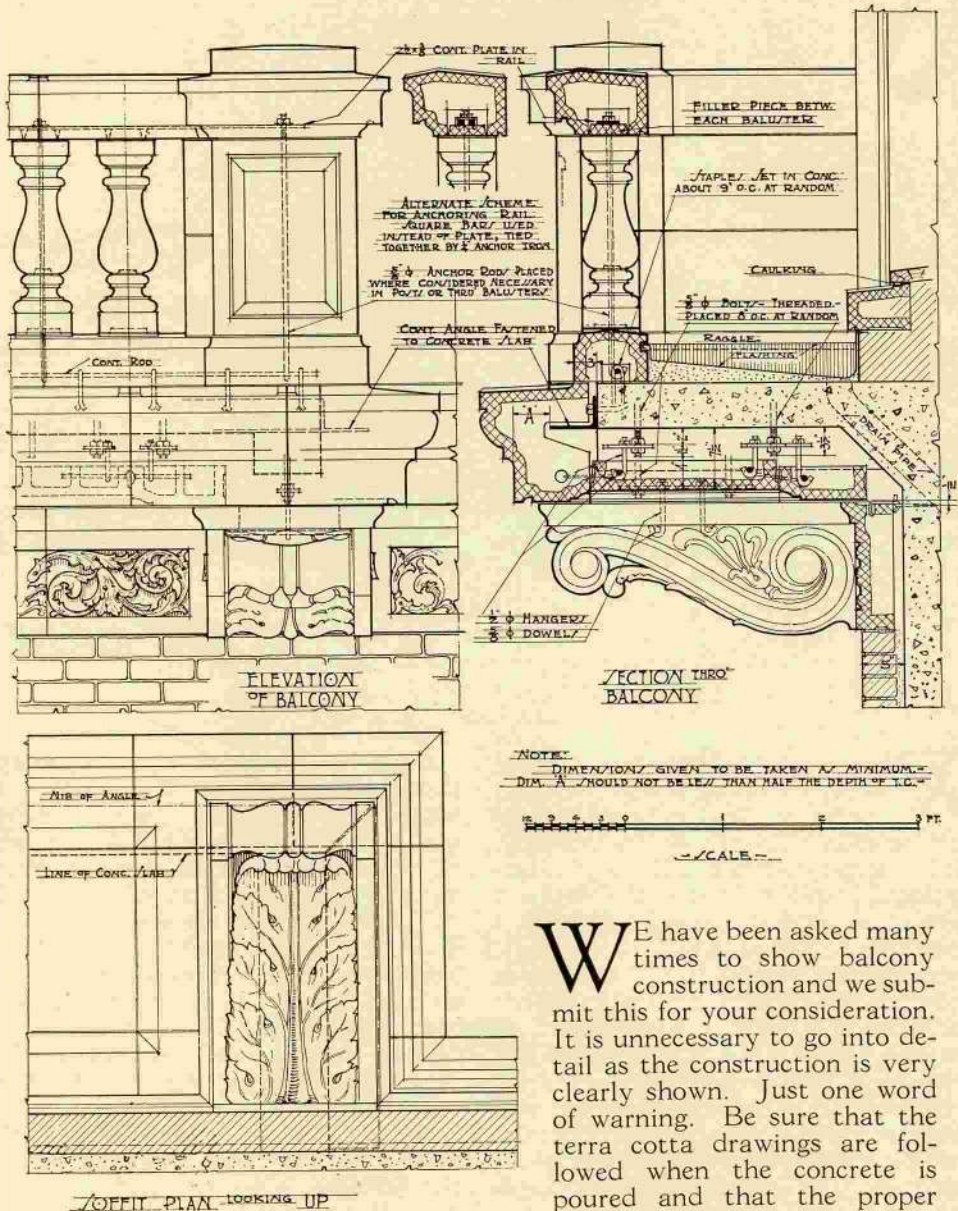 2½×⅜ CONT. PLATE IN
RAIL
FILLER PIECE BETW.
EACH BALUSTER
STAPLES SET IN CONC.
ABOUT 9" O.C. AT RANDOM
ALTERNATE SCHEME
FOR ANCHORING RAIL
SQUARE BARS USED
INSTEAD OF PLATE, TIED
TOGETHER BY ¼ ANCHOR IRON
ANCHOR RODS PLACED
WHERE CONSIDERED NECESSARY
IN POSTS OR THRO' BALUSTERS
CONT. ANGLE FASTENED
TO CONCRETE SLAB
CONT. ROD
CAULKING
⅝" ϕ BOLTS - THREADED -
PLACED 8" O.C. AT RANDOM
RAGGLE
FLASHING
3"
"A"
DRAIN PIPE
½" ϕ HANGERS
⅝" ϕ DOWELS
5"
ELEVATION
OF BALCONY
SECTION THRO'
BALCONY
NOTE:
DIMENSIONS GIVEN TO BE TAKEN AS MINIMUM.-
DIM. 'A' SHOULD NOT BE LESS THAN HALF THE DEPTH OF T.C.-
12 9 6 3 0 1 2 3 FT.
-SCALE-
NIB OF ANGLE
LINE OF CONC. SLAB
SOFFIT PLAN LOOKING UP
WE have been asked many
times to show balcony
construction and we sub-
mit this for your consideration.
It is unnecessary to go into de-
tail as the construction is very
clearly shown. Just one word
of warning. Be sure that the
terra cotta drawings are fol-
lowed when the concrete is
poured and that the proper